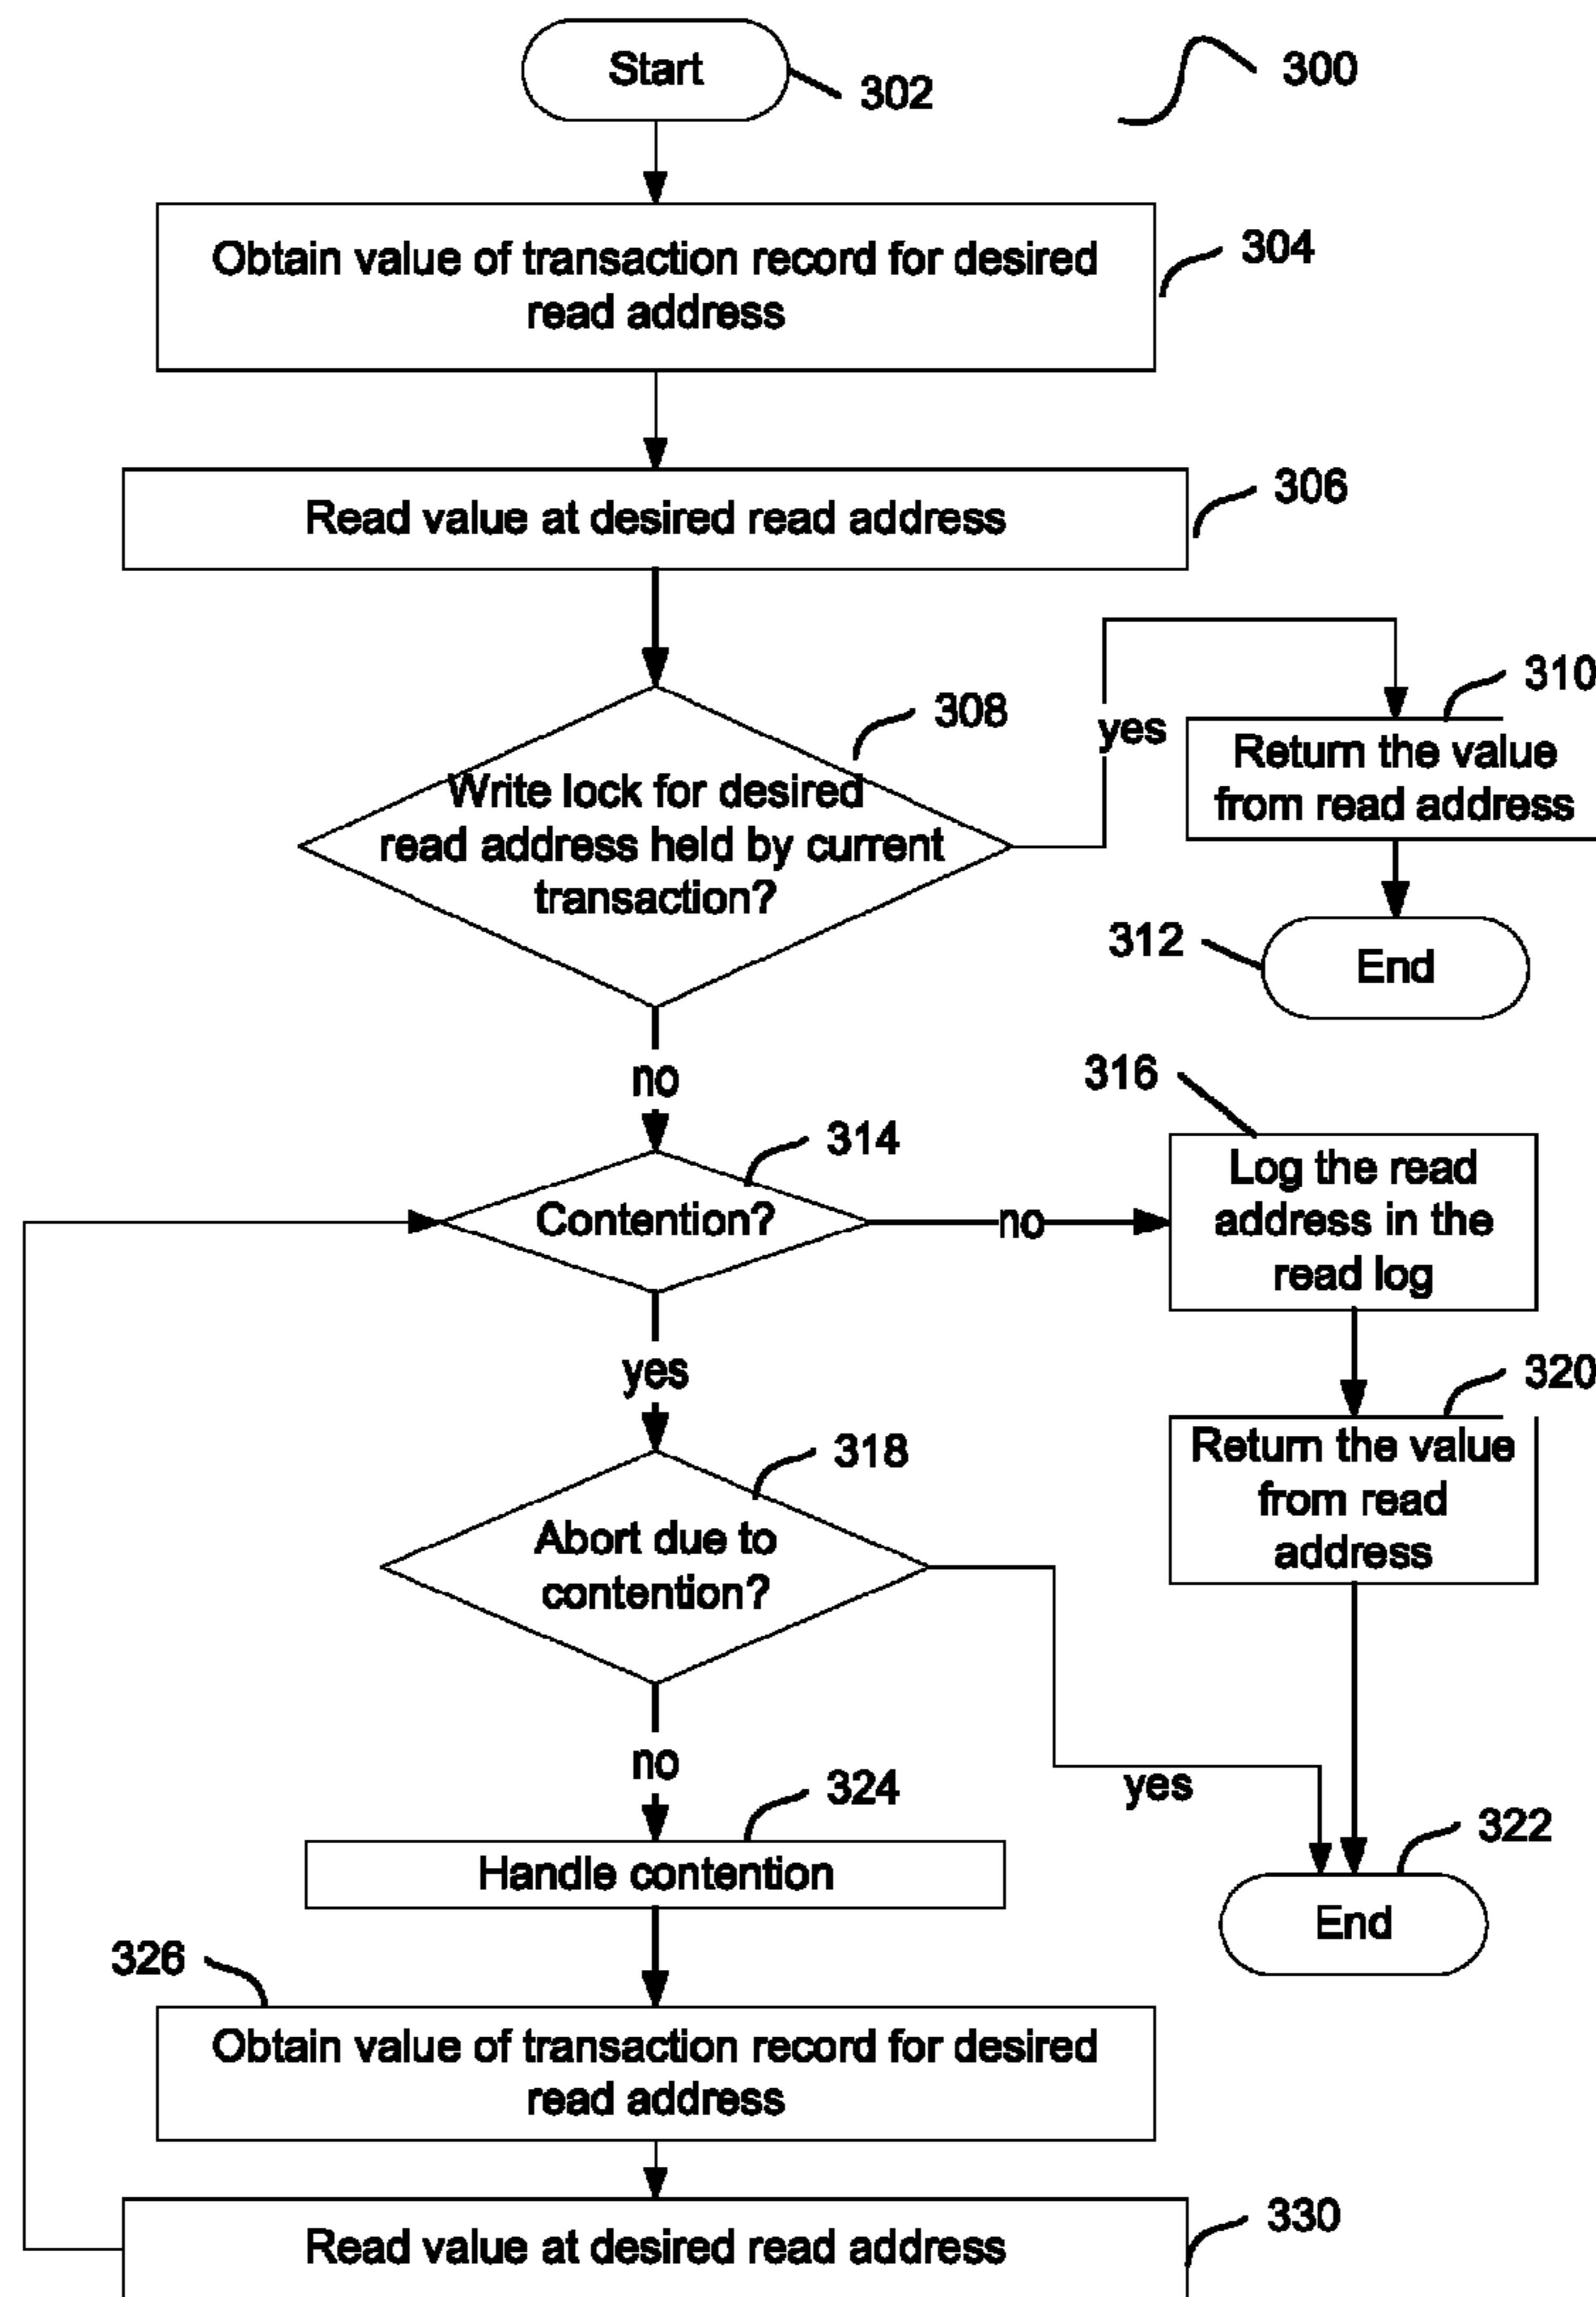 Start
302
300
Obtain value of transaction record for desired
read address
304
Read value at desired read address
306
308
Write lock for desired
read address held by current
transaction?
yes
310
Return the value
from read address
312
End
no
314
Contention?
no
316
Log the read
address in the
read log
yes
320
Return the value
from read
address
318
Abort due to
contention?
no
yes
324
Handle contention
322
End
326
Obtain value of transaction record for desired
read address
Read value at desired read address
330